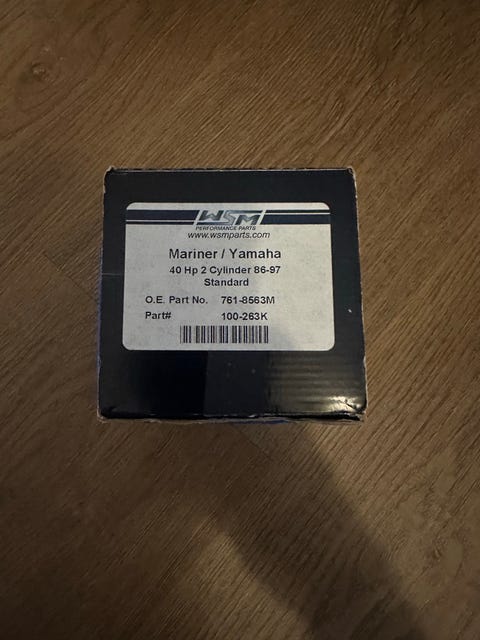 WSM
PERFORMANCE PARTS
www.wsmparts.com
Mariner / Yamaha
40 Hp 2 Cylinder 86-97
Standard
O.E. Part No. 761-8563M
Part# 100-263K